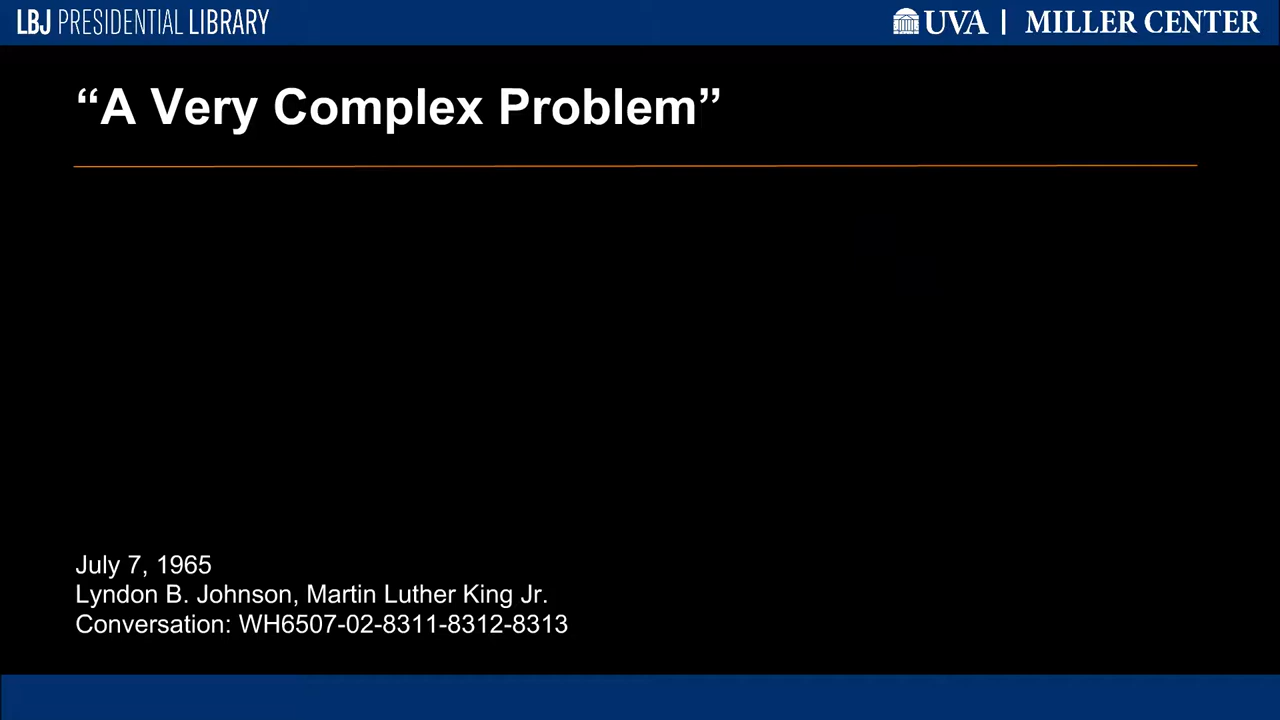 LBJ PRESIDENTIAL LIBRARY
UVA | MILLER CENTER
“A Very Complex Problem”
July 7, 1965
Lyndon B. Johnson, Martin Luther King Jr.
Conversation: WH6507-02-8311-8312-8313